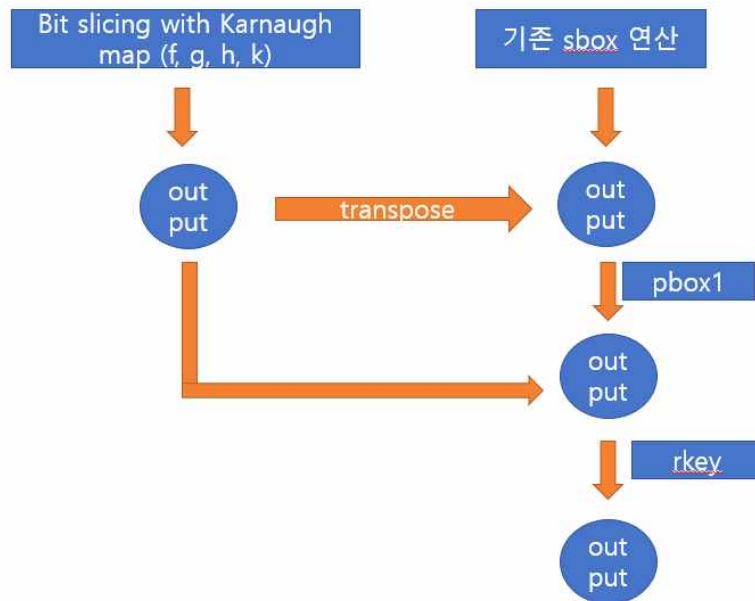 Bit slicing with Karnaugh
map (f, g, h, k)
기존 sbox 연산
out
put
transpose
out
put
pbox1
out
put
rkey
out
put